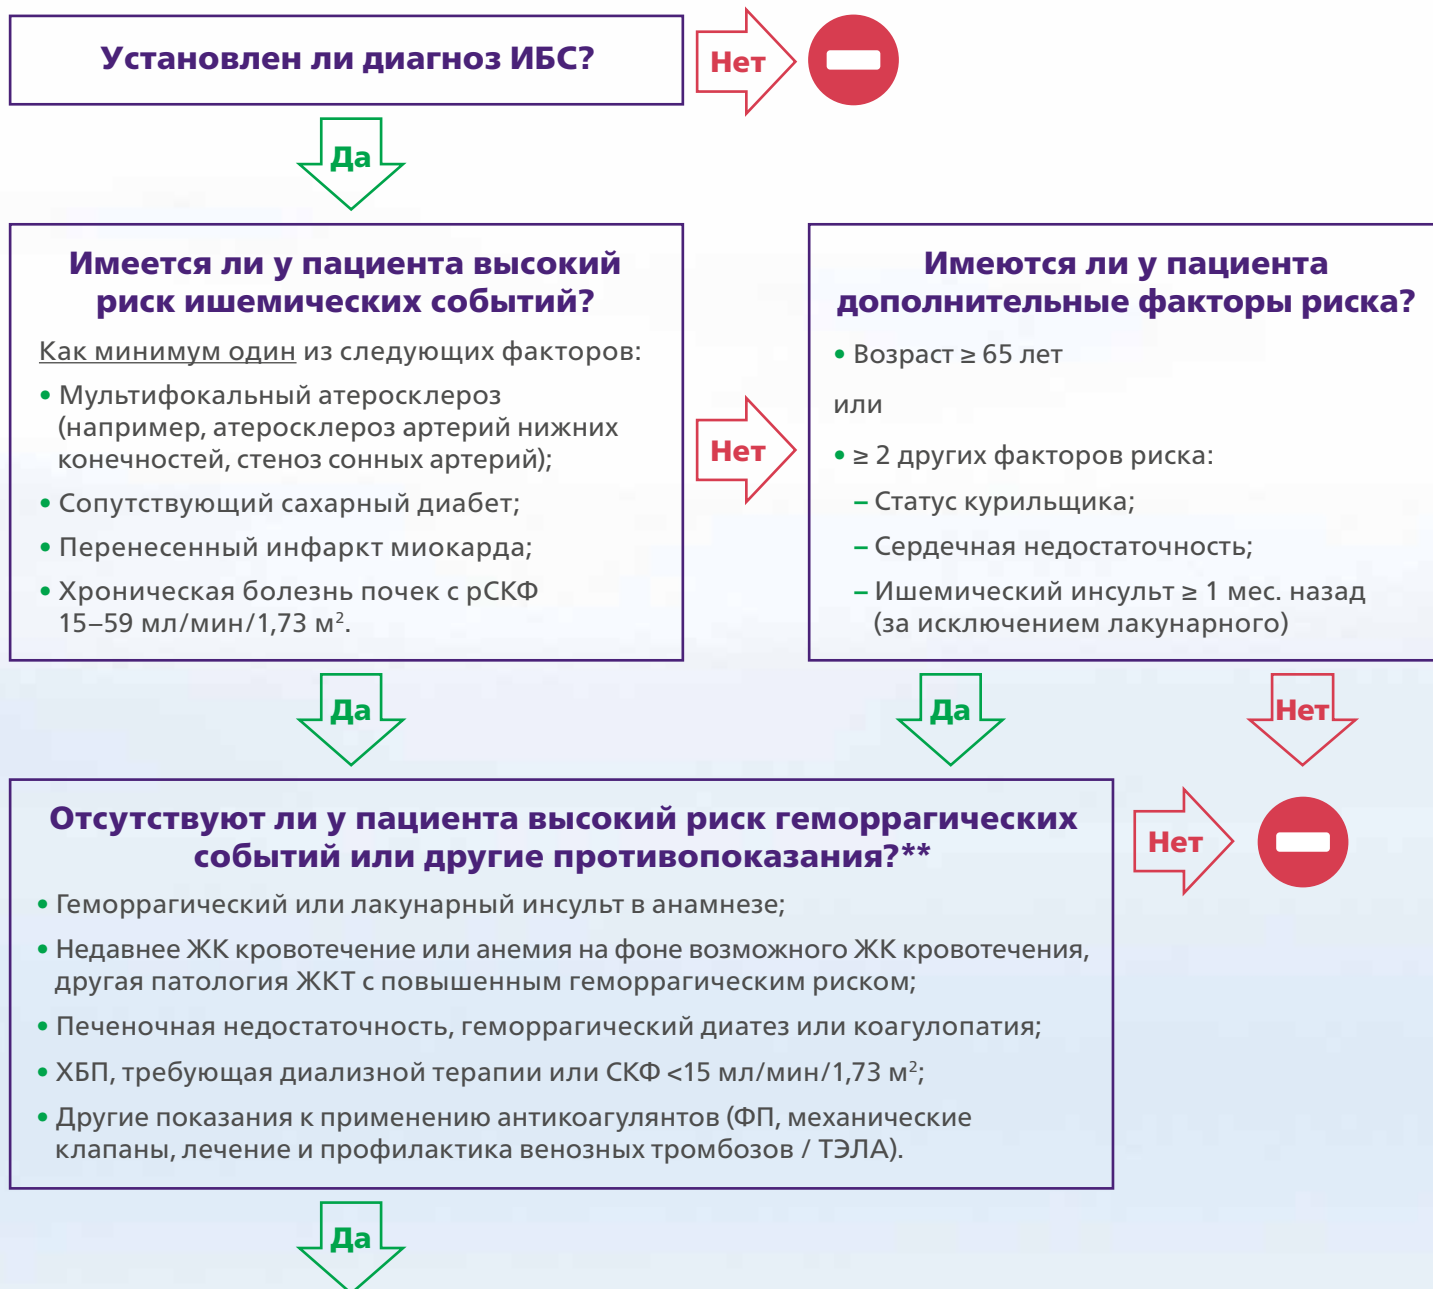 Установлен ли диагноз ИБС?
Нет
Да
Имеется ли у пациента высокий
риск ишемических событий?
Как минимум один из следующих факторов:
• Мультифокальный атеросклероз
(например, атеросклероз артерий нижних
конечностей, стеноз сонных артерий);
• Сопутствующий сахарный диабет;
• Перенесенный инфаркт миокарда;
• Хроническая болезнь почек с рСКФ
15–59 мл/мин/1,73 м².
Нет
Имеются ли у пациента
дополнительные факторы риска?
• Возраст ≥ 65 лет
или
• ≥ 2 других факторов риска:
– Статус курильщика;
– Сердечная недостаточность;
– Ишемический инсульт ≥ 1 мес. назад
(за исключением лакунарного)
Да
Да
Нет
Отсутствуют ли у пациента высокий риск геморрагических
событий или другие противопоказания?**
• Геморрагический или лакунарный инсульт в анамнезе;
• Недавнее ЖК кровотечение или анемия на фоне возможного ЖК кровотечения,
другая патология ЖКТ с повышенным геморрагическим риском;
• Печеночная недостаточность, геморрагический диатез или коагулопатия;
• ХБП, требующая диализной терапии или СКФ <15 мл/мин/1,73 м²;
• Другие показания к применению антикоагулянтов (ФП, механические
клапаны, лечение и профилактика венозных тромбозов / ТЭЛА).
Нет
Да